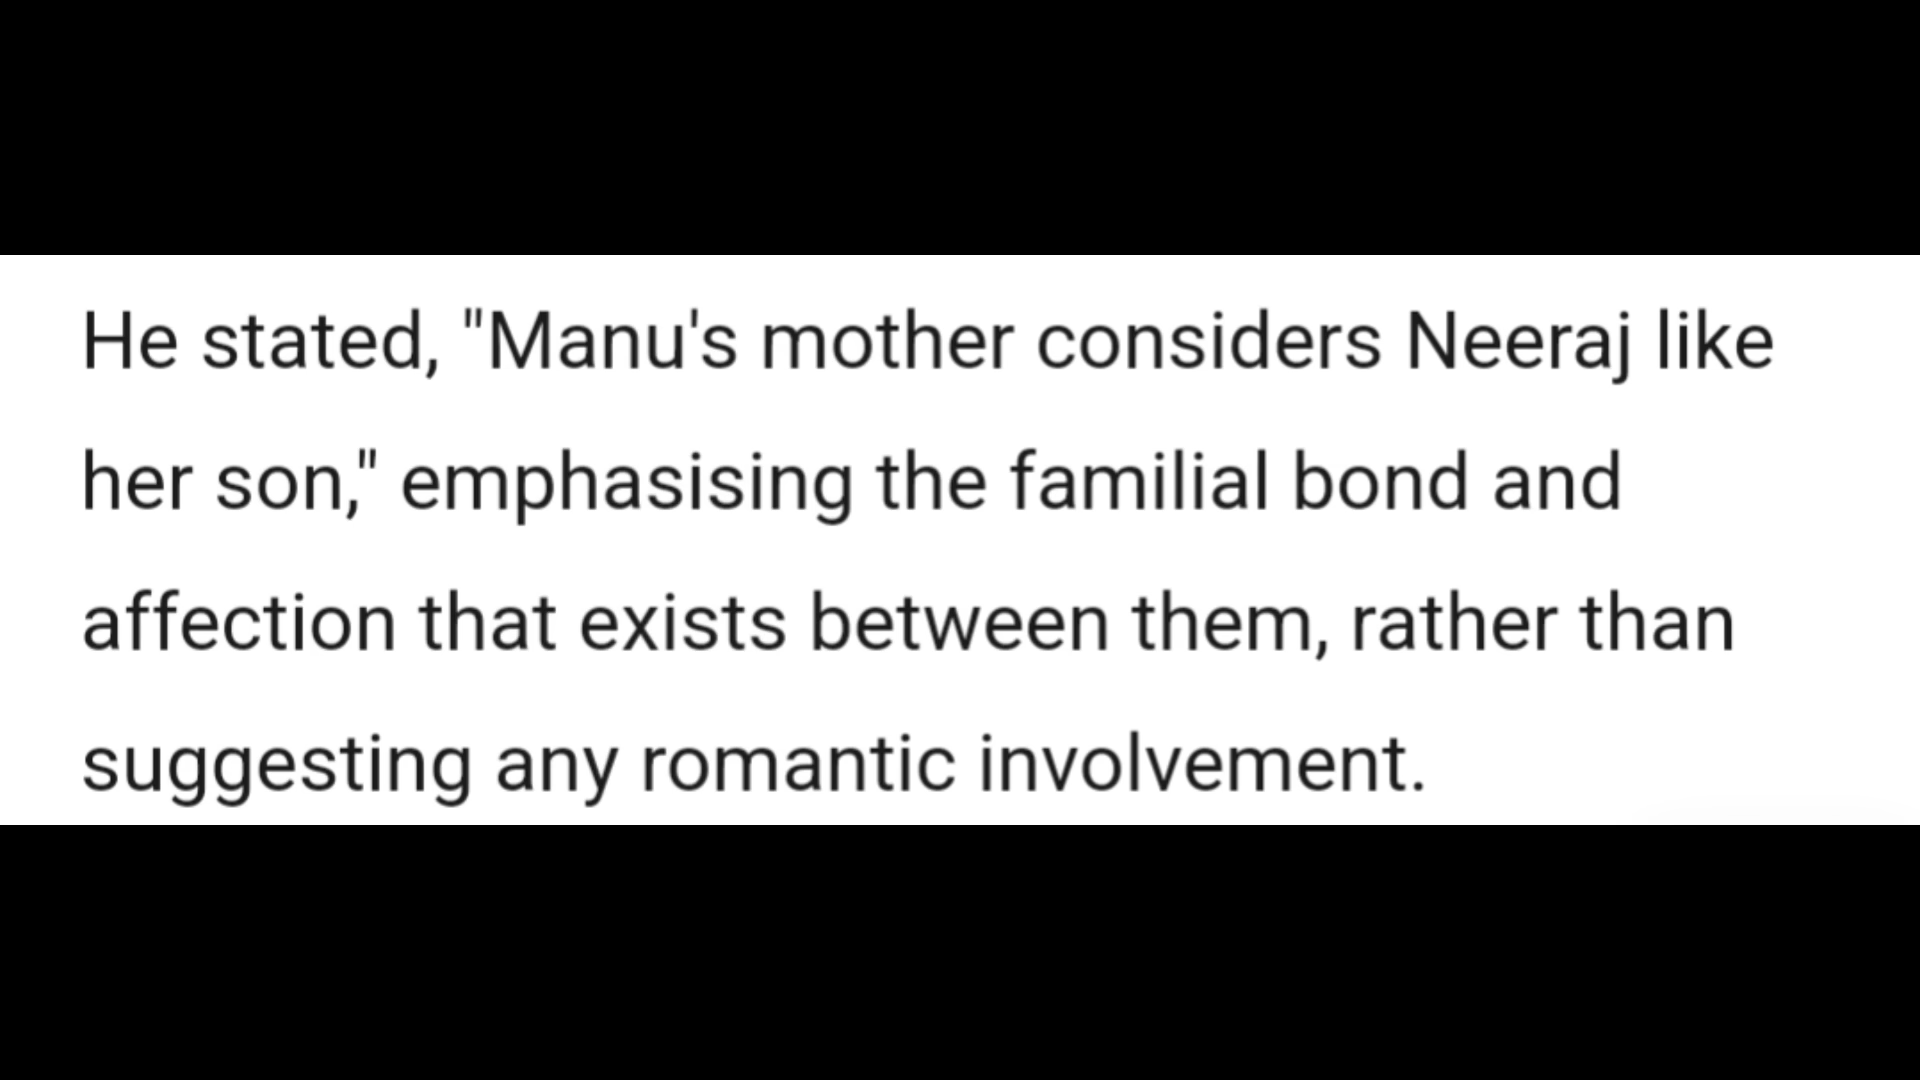 He stated, "Manu's mother considers Neeraj like
her son," emphasising the familial bond and
affection that exists between them, rather than
suggesting any romantic involvement.